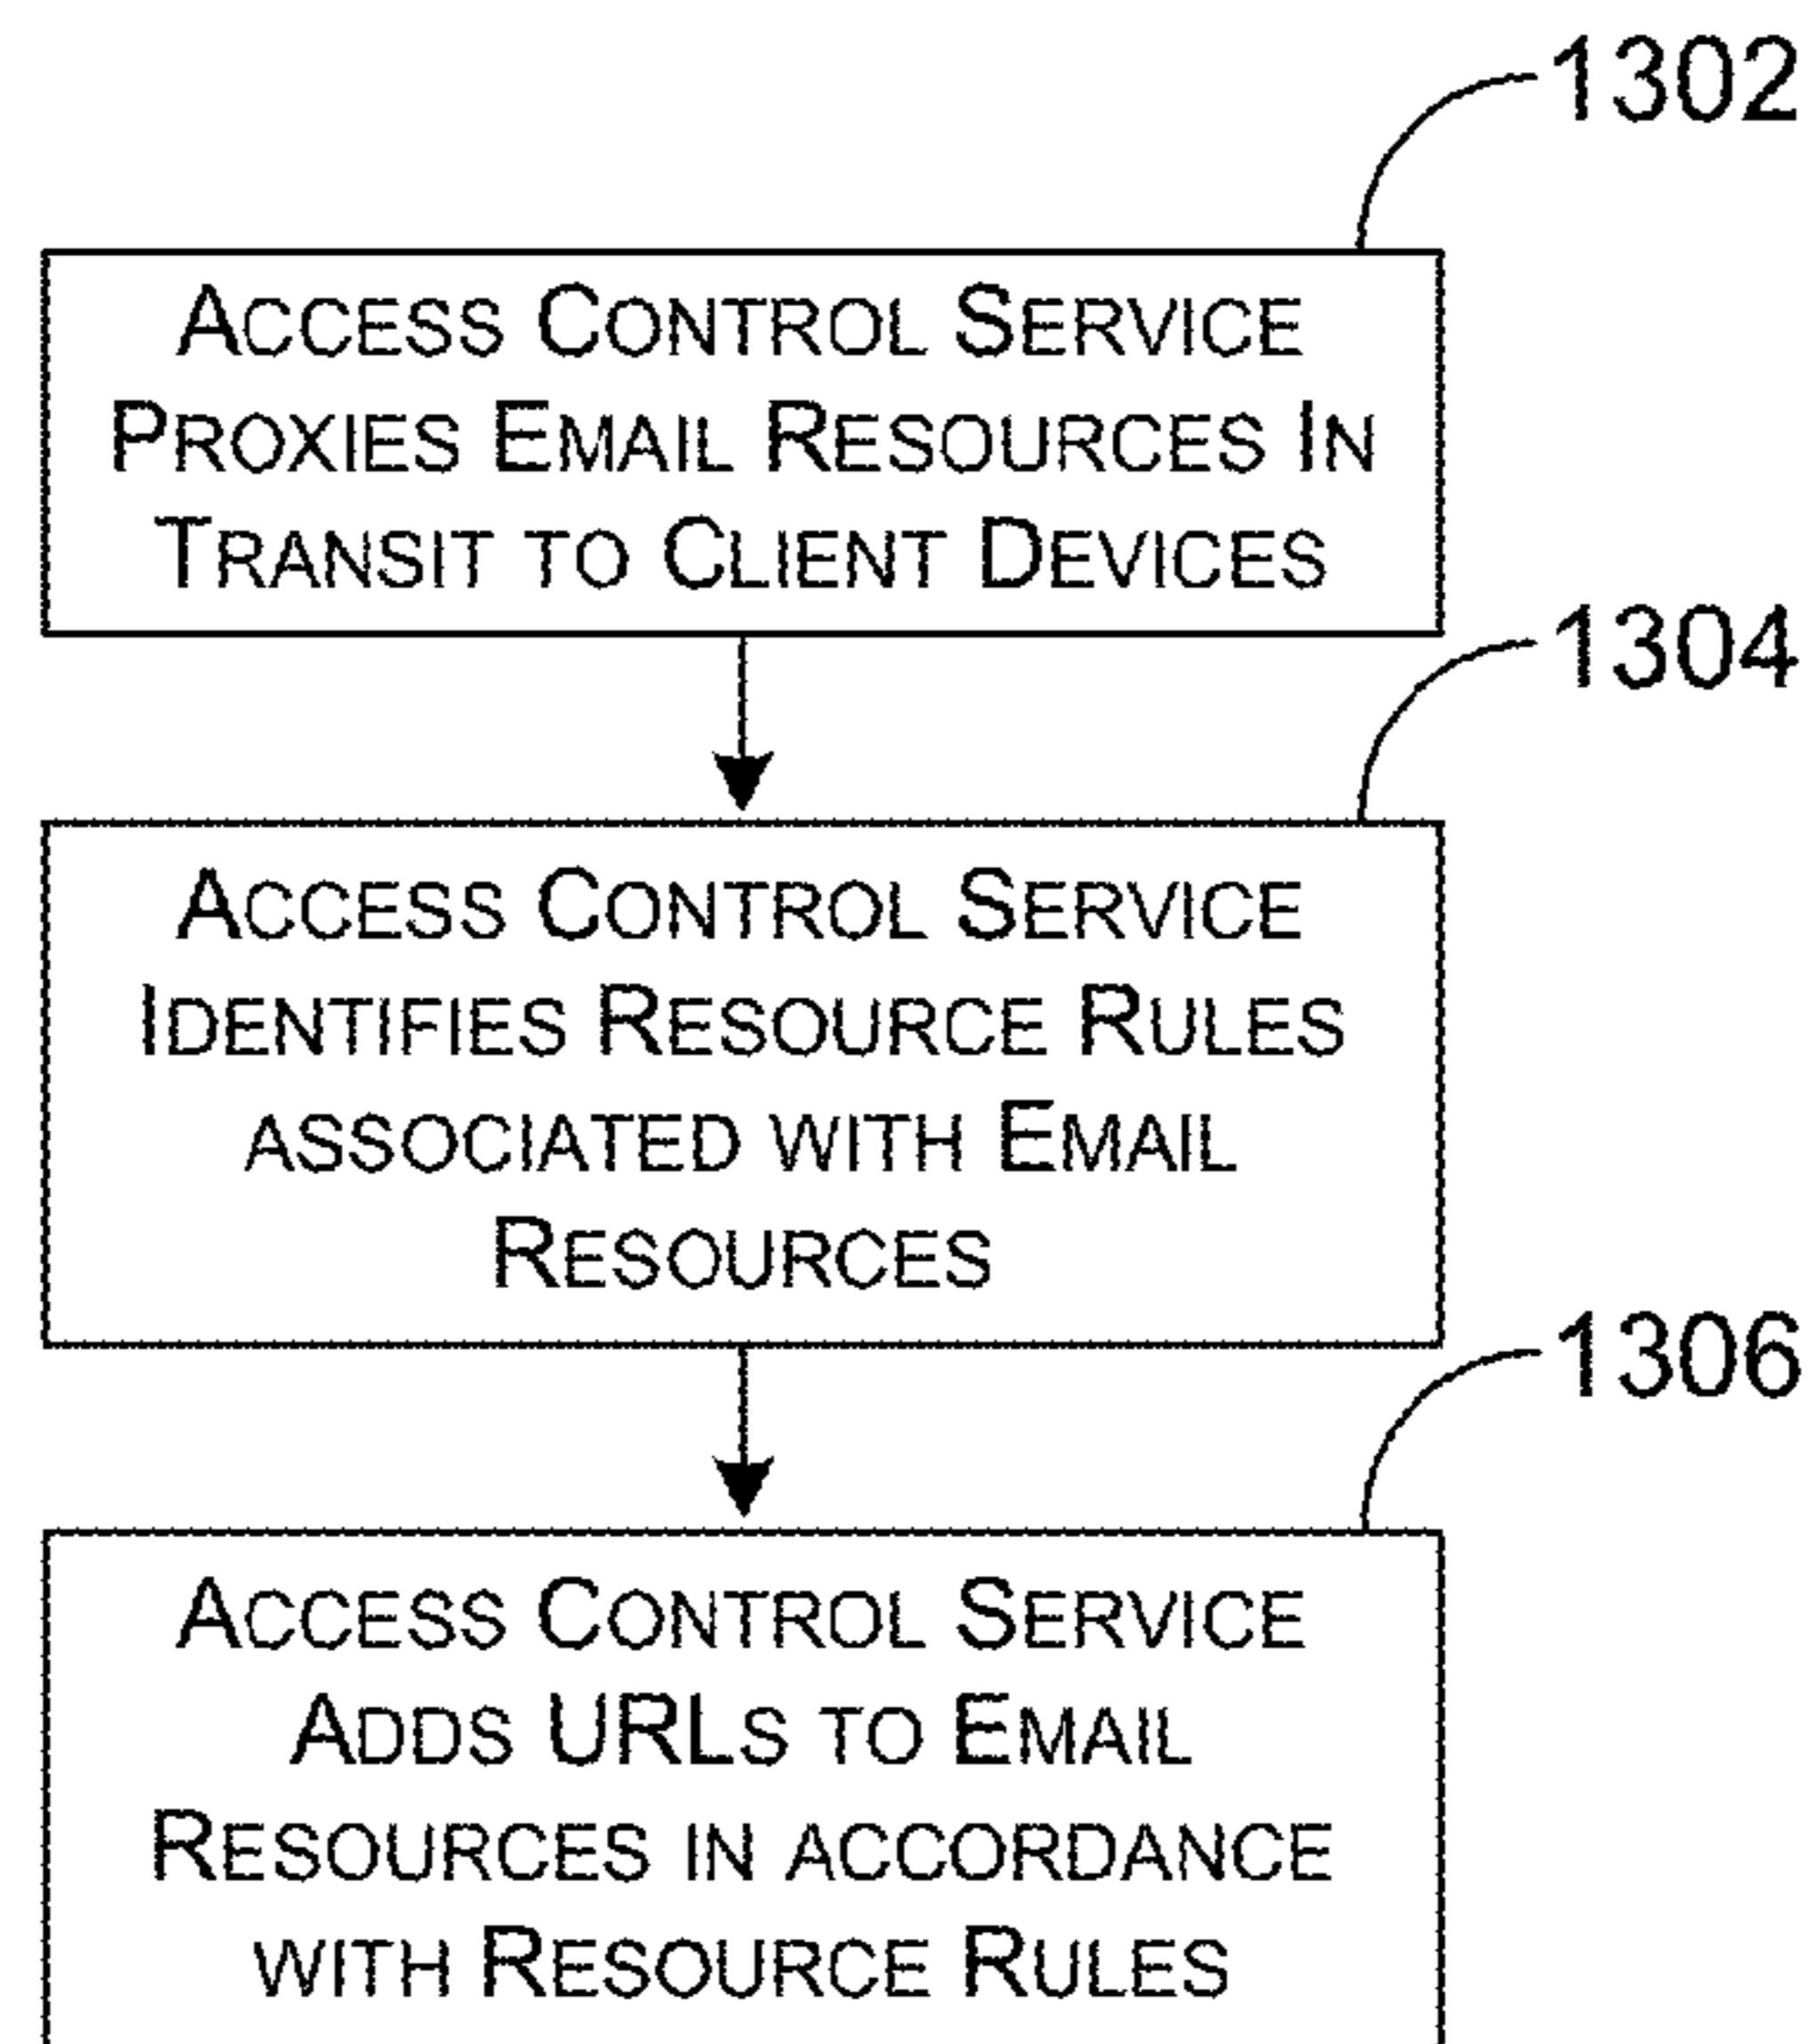 1302
ACCESS CONTROL SERVICE
PROXIES EMAIL RESOURCES IN
TRANSIT TO CLIENT DEVICES
1304
ACCESS CONTROL SERVICE
IDENTIFIES RESOURCE RULES
ASSOCIATED WITH EMAIL
RESOURCES
1306
ACCESS CONTROL SERVICE
ADDS URLS TO EMAIL
RESOURCES IN ACCORDANCE
WITH RESOURCE RULES